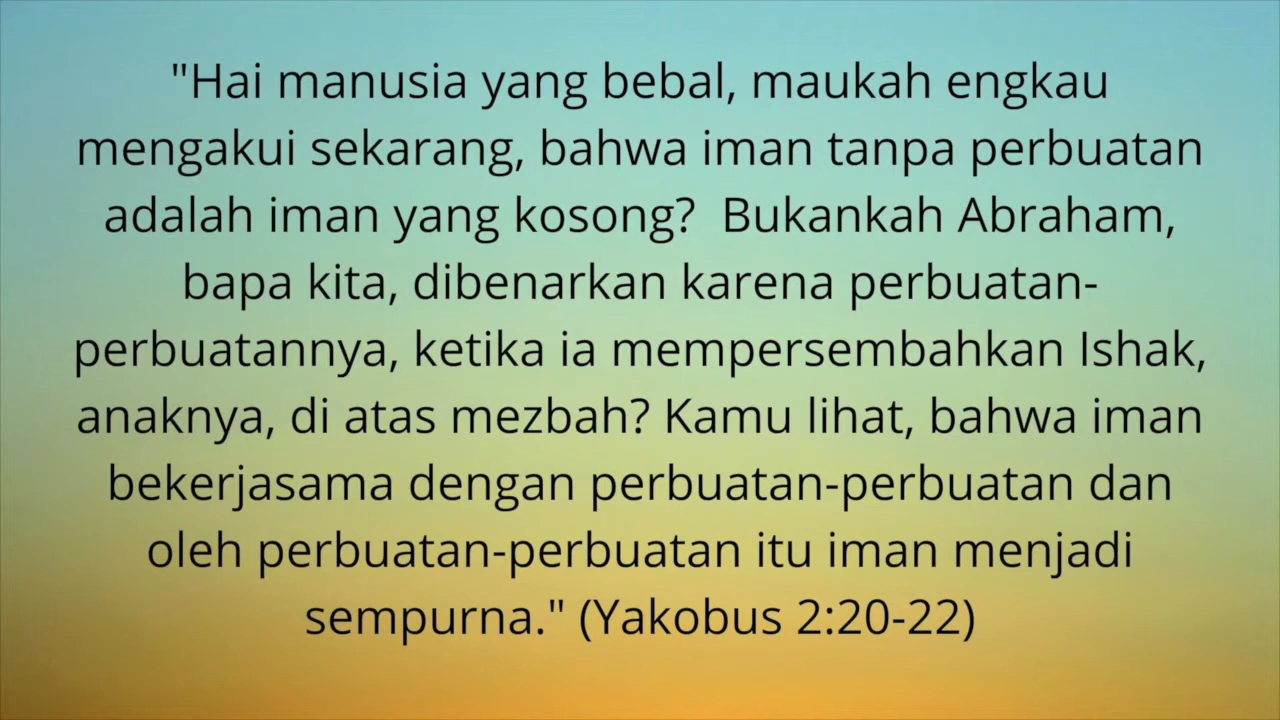 "Hai manusia yang bebal, maukah engkau
mengakui sekarang, bahwa iman tanpa perbuatan
adalah iman yang kosong?  Bukankah Abraham,
bapa kita, dibenarkan karena perbuatan-
perbuatannya, ketika ia mempersembahkan Ishak,
anaknya, di atas mezbah? Kamu lihat, bahwa iman
bekerjasama dengan perbuatan-perbuatan dan
oleh perbuatan-perbuatan itu iman menjadi
sempurna." (Yakobus 2:20-22)